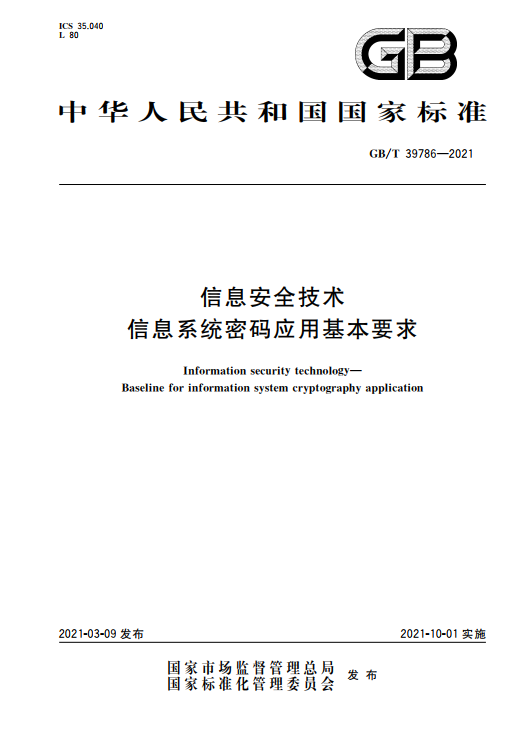 ICS 35.040
L 80
GB
中华人民共和国国家标准
GB/T 39786—2021
信息安全技术
信息系统密码应用基本要求
Information security technology—
Baseline for information system cryptography application
2021-03-09 发布
2021-10-01 实施
国家市场监督管理总局
国家标准化管理委员会
发布